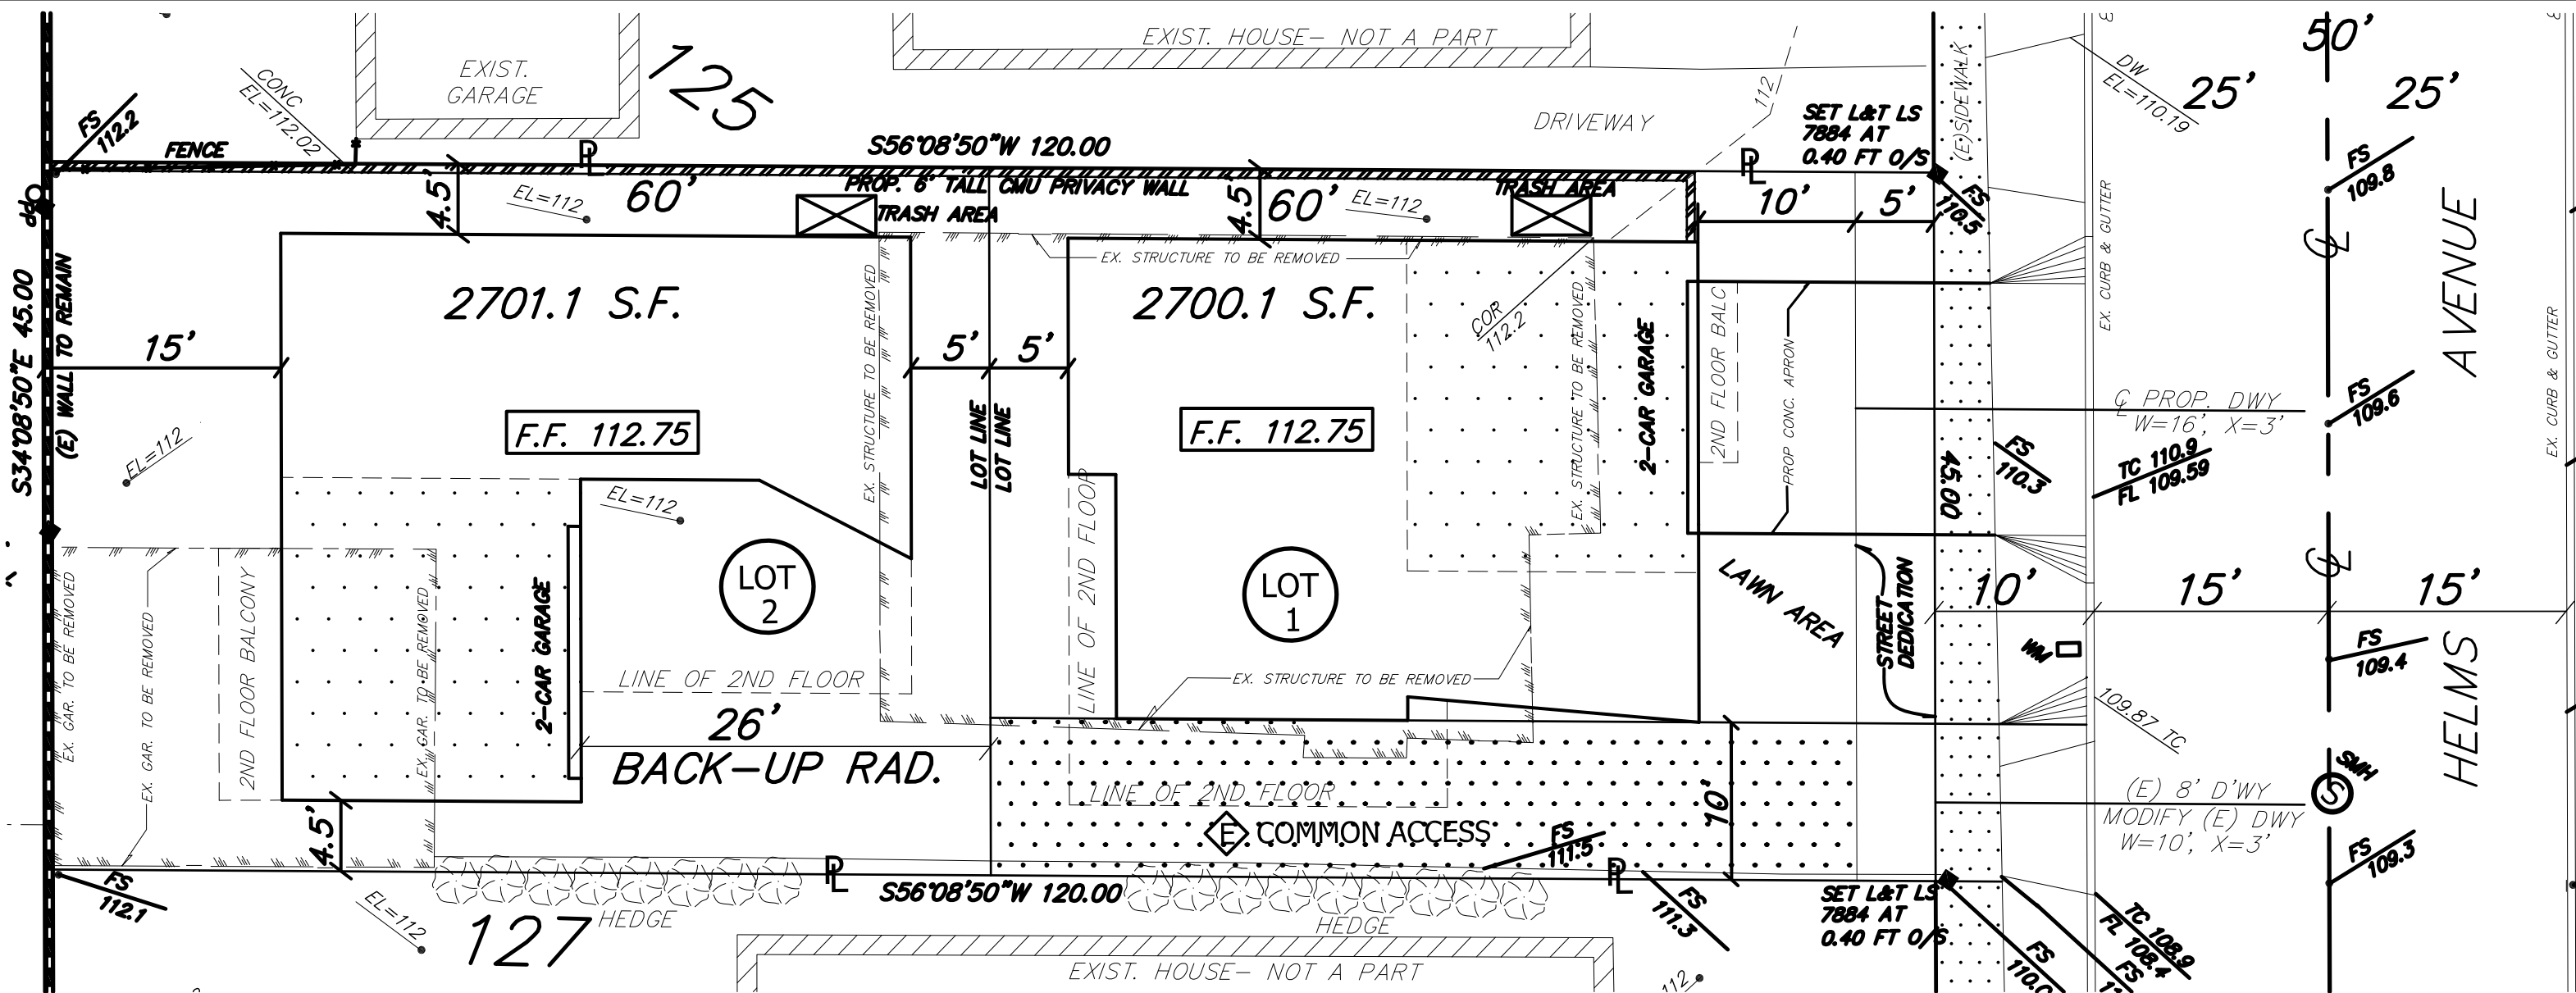 EXIST. HOUSE- NOT A PART
50'
EXIST.
GARAGE
125
CONC
EL=112.02
FS
112.2
FENCE
112
DRIVEWAY
SET L&T LS
7884 AT
0.40 FT O/S
(E)SIDEWALK
DW
EL=110.19
25'
25'
S56°08'50"W 120.00
PL
PL
FS
109.8
4.5'
EL=112
60'
PROP. 6' TALL CMU PRIVACY WALL
TRASH AREA
4.5'
60'
EL=112
TRASH AREA
10'
5'
FS
110.5
EX. CURB & GUTTER
CL
AVENUE
PP
S34°08'50"E 45.00
(E) WALL TO REMAIN
EX. STRUCTURE TO BE REMOVED
EX. STRUCTURE TO BE REMOVED
2701.1 S.F.
2700.1 S.F.
COR
112.2
EX. STRUCTURE TO BE REMOVED
2-CAR GARAGE
2ND FLOOR BALC
PROP CONC. APRON
15'
5'
5'
EX. CURB & GUTTER
F.F. 112.75
F.F. 112.75
LOT LINE
LOT LINE
CL PROP. DWY
W=16', X=3'
FS
109.6
EL=112
EL=112
FS
110.3
45.00
TC 110.9
FL 109.59
LINE OF 2ND FLOOR
LOT
2
LOT
1
LAWN AREA
STREET
DEDICATION
10'
15'
CL
15'
EX. GAR. TO BE REMOVED
EX. GAR. TO BE REMOVED
2ND FLOOR BALCONY
EX. GAR. TO BE REMOVED
2-CAR GARAGE
LINE OF 2ND FLOOR
EX. STRUCTURE TO BE REMOVED
WM
FS
109.4
HELMS
26'
BACK-UP RAD.
109.87 TC
SMH
S
(E) 8' D'WY
MODIFY (E) DWY
W=10', X=3'
LINE OF 2ND FLOOR
10'
4.5'
E
COMMON ACCESS
FS
111.5
FS
109.3
PL
PL
FS
112.1
EL=112
S56°08'50"W 120.00
SET L&T LS
7884 AT
0.40 FT O/S
FS
111.3
127
HEDGE
HEDGE
TC 108.9
FL 108.4
FS
FS
EXIST. HOUSE- NOT A PART
112